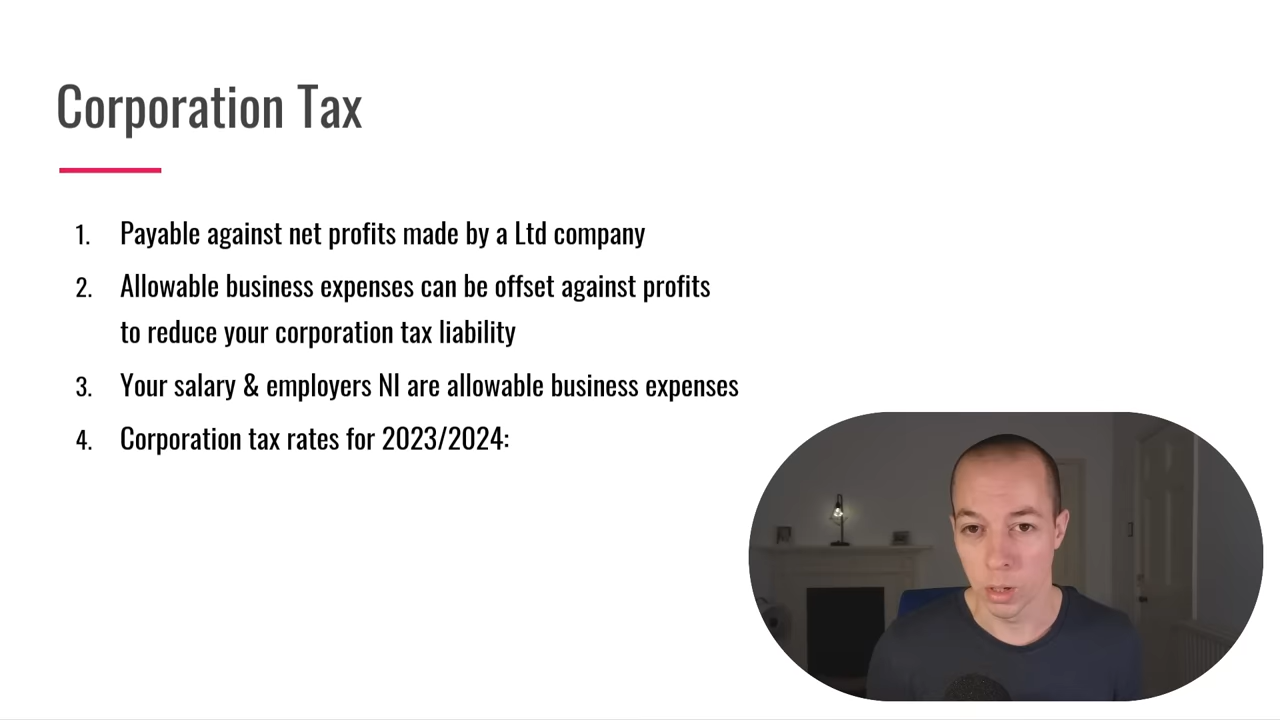 Corporation Tax
1. Payable against net profits made by a Ltd company
2. Allowable business expenses can be offset against profits
to reduce your corporation tax liability
3. Your salary & employers NI are allowable business expenses
4. Corporation tax rates for 2023/2024: